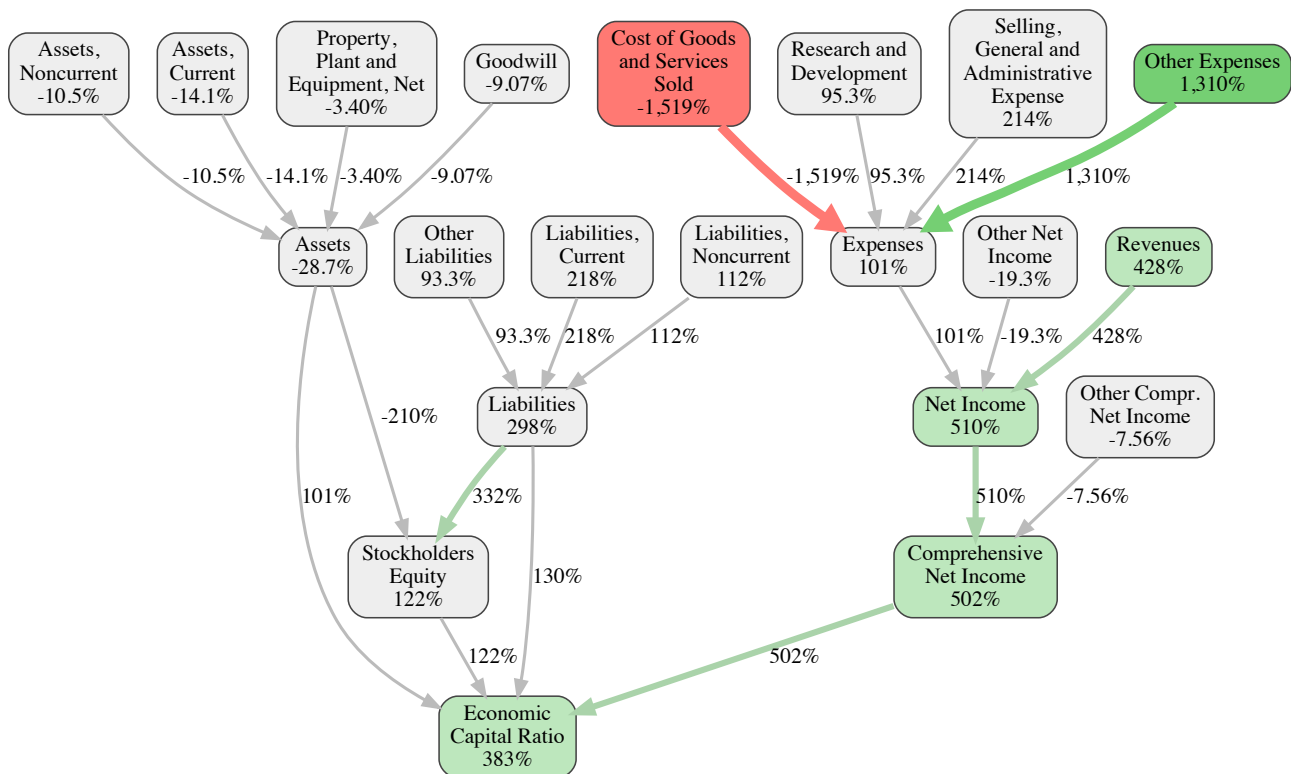 Assets,
Noncurrent
-10.5%
Assets,
Current
-14.1%
Property,
Plant and
Equipment, Net
-3.40%
Goodwill
-9.07%
Cost of Goods
and Services
Sold
-1,519%
Research and
Development
95.3%
Selling,
General and
Administrative
Expense
214%
Other Expenses
1,310%
-10.5%
-14.1%
-3.40%
-9.07%
-1,519%
95.3%
214%
1,310%
Assets
-28.7%
Other
Liabilities
93.3%
Liabilities,
Current
218%
Liabilities,
Noncurrent
112%
Expenses
101%
Other Net
Income
-19.3%
Revenues
428%
93.3%
218%
112%
101%
-19.3%
428%
-210%
Liabilities
298%
Net Income
510%
Other Compr.
Net Income
-7.56%
101%
332%
510%
-7.56%
Stockholders
Equity
122%
130%
Comprehensive
Net Income
502%
122%
502%
Economic
Capital Ratio
383%